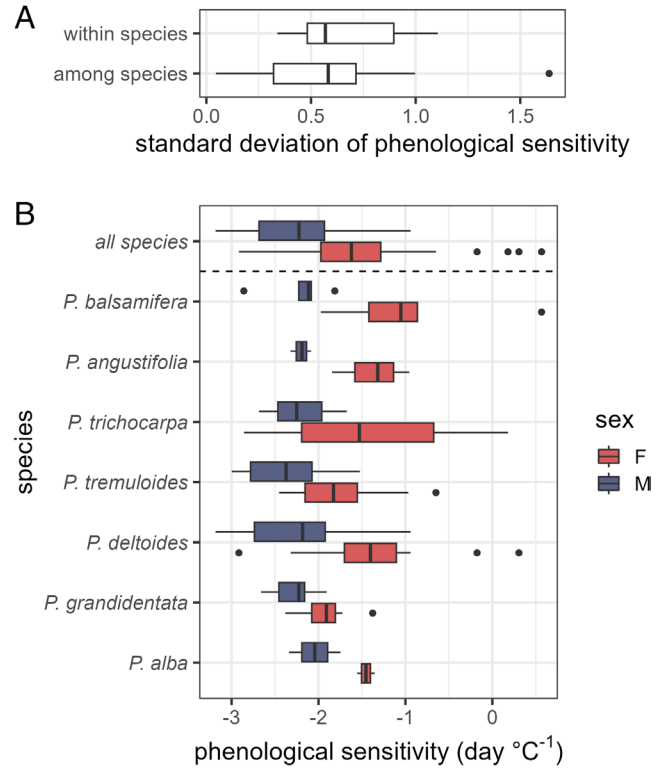 A
within species
among species
0.0 0.5 1.0 1.5
standard deviation of phenological sensitivity
B
all species
P. balsamifera
P. angustifolia
P. trichocarpa
P. tremuloides
P. deltoides
P. grandidentata
P. alba
species
sex
F
M
-3 -2 -1 0
phenological sensitivity (day °C⁻¹)